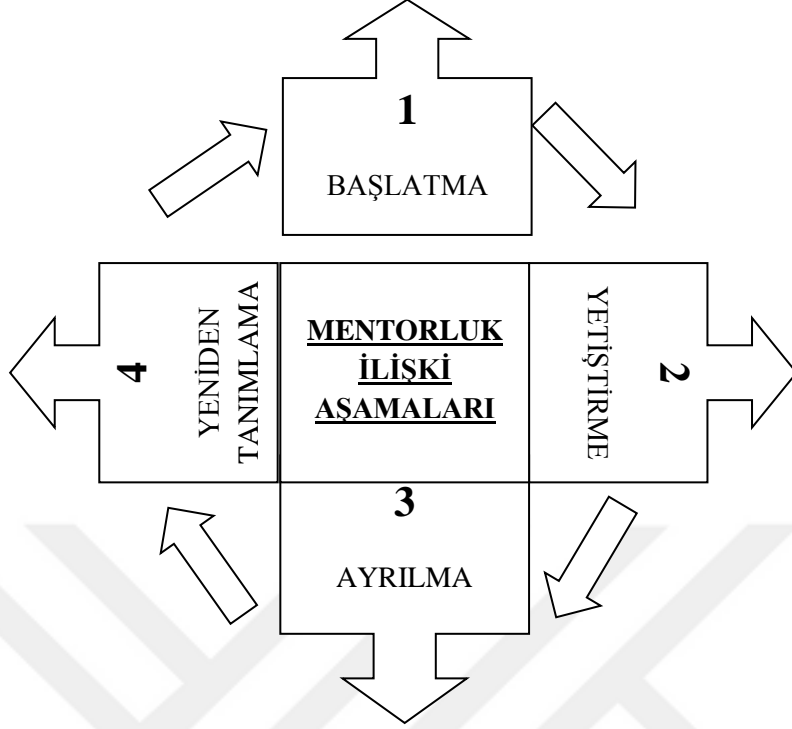 1
BAŞLATMA
MENTORLUK
İLİŞKİ
AŞAMALARI
YETİŞTİRME
2
3
AYRILMA
4
YENİDEN
TANIMLAMA